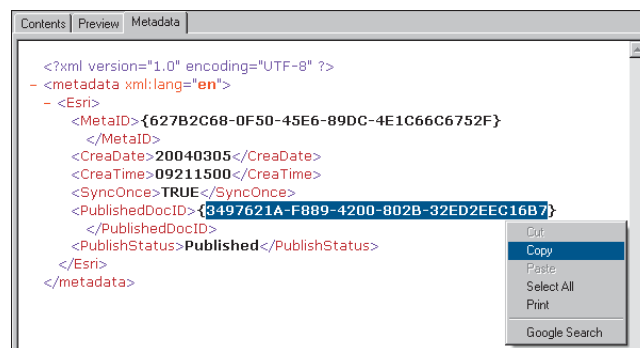 Contents Preview Metadata
<?xml version="1.0" encoding="UTF-8" ?>
- <metadata xml:lang="en">
- <Esri>
<MetaID>{627B2C68-0F50-45E6-89DC-4E1C66C6752F}
</MetaID>
<CreaDate>20040305</CreaDate>
<CreaTime>09211500</CreaTime>
<SyncOnce>TRUE</SyncOnce>
<PublishedDocID>{3497621A-F889-4200-802B-32ED2EEC16B7}
</PublishedDocID>
<PublishStatus>Published</PublishStatus>
</Esri>
</metadata>
Cut
Copy
Paste
Select All
Print
Google Search